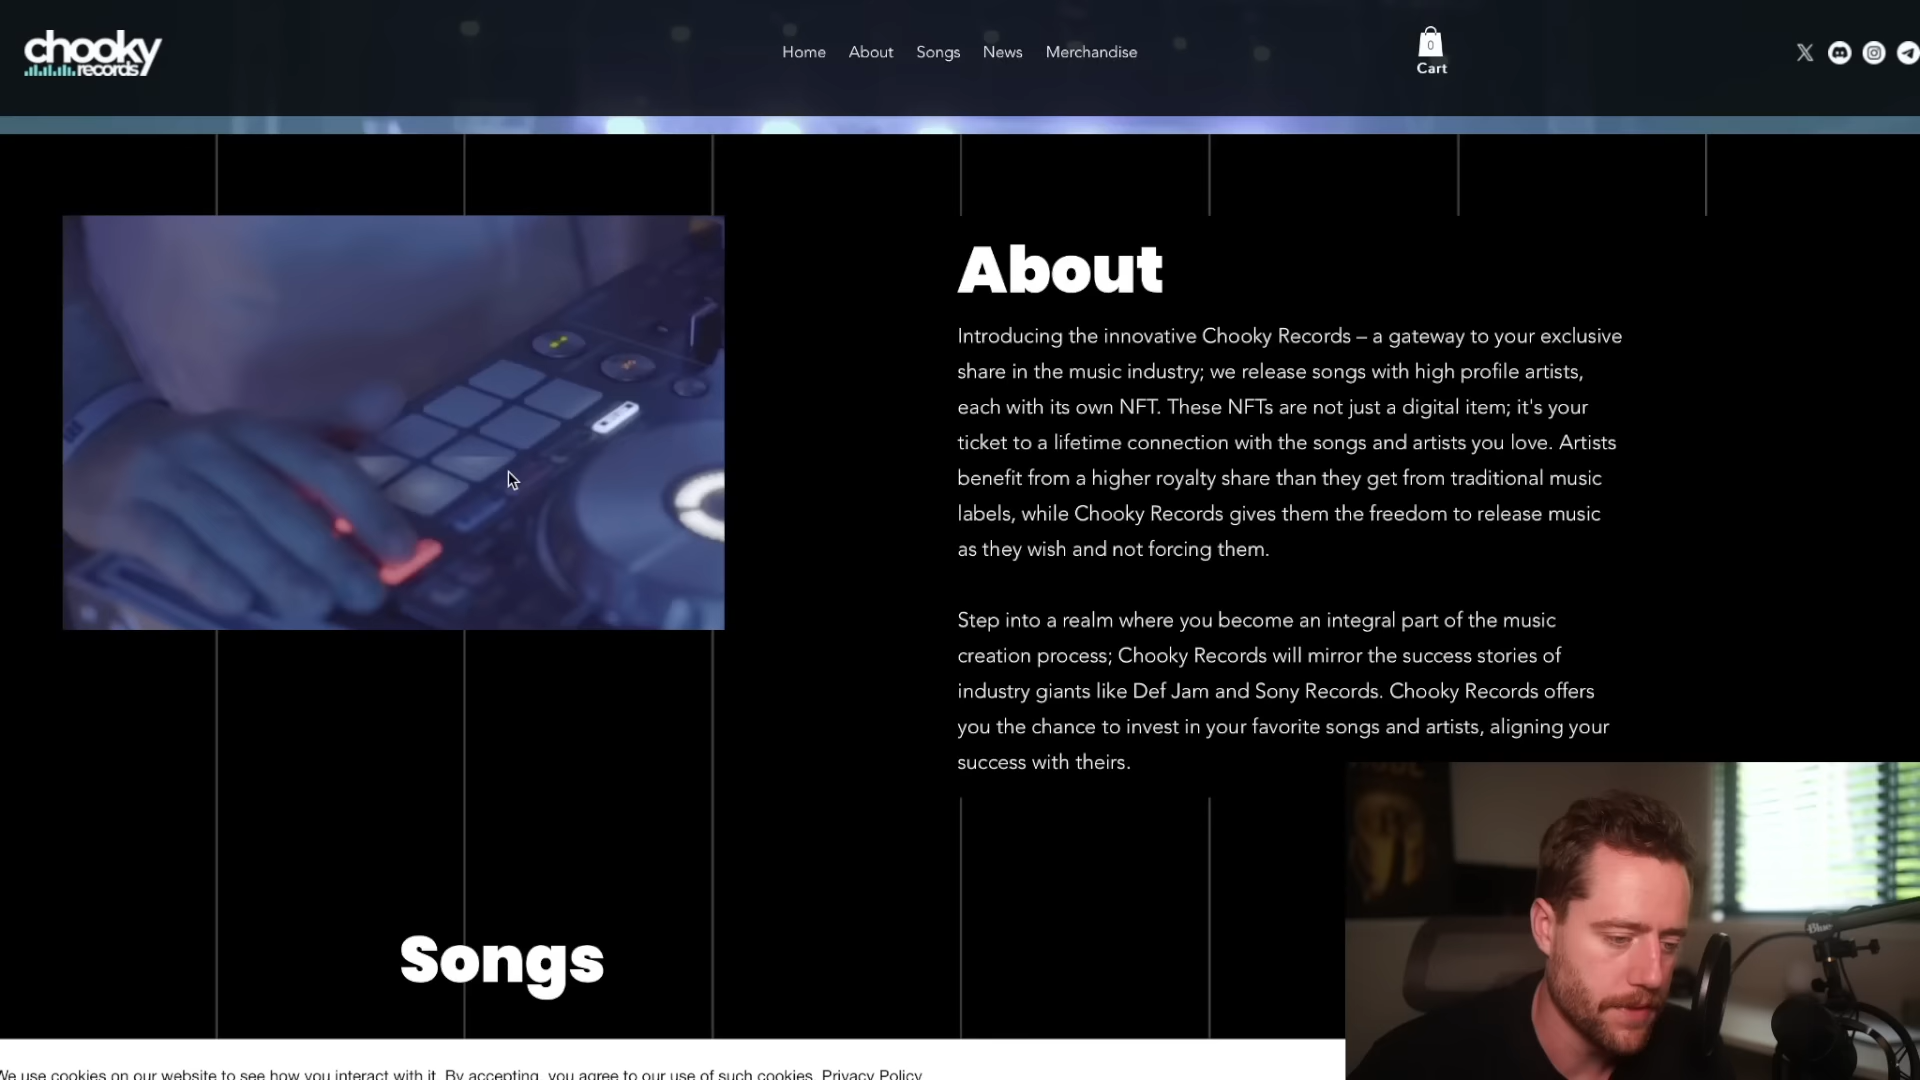 chooky
records
Home About Songs News Merchandise
0
Cart
About
Introducing the innovative Chooky Records – a gateway to your exclusive
share in the music industry; we release songs with high profile artists,
each with its own NFT. These NFTs are not just a digital item; it's your
ticket to a lifetime connection with the songs and artists you love. Artists
benefit from a higher royalty share than they get from traditional music
labels, while Chooky Records gives them the freedom to release music
as they wish and not forcing them.
Step into a realm where you become an integral part of the music
creation process; Chooky Records will mirror the success stories of
industry giants like Def Jam and Sony Records. Chooky Records offers
you the chance to invest in your favorite songs and artists, aligning your
success with theirs.
Songs
Blue
We use cookies on our website to see how you interact with it. By accepting, you agree to our use of such cookies. Privacy Policy